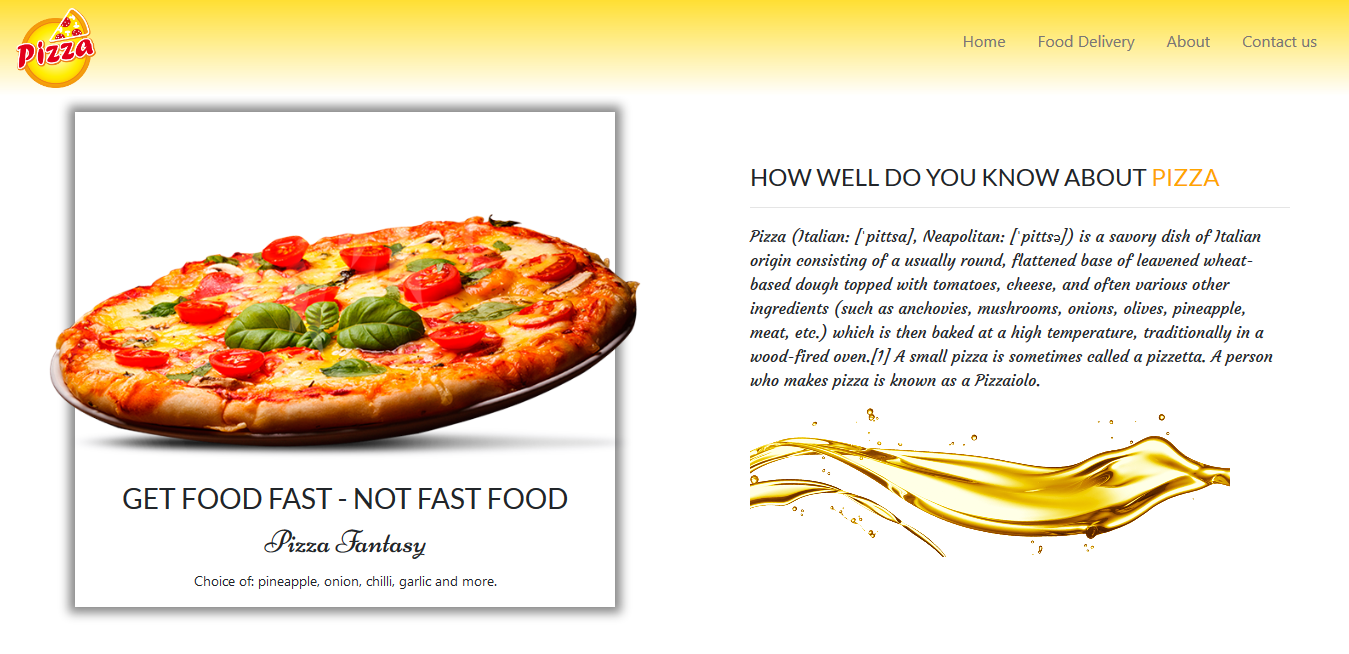 Pizza
Home Food Delivery About Contact us
GET FOOD FAST - NOT FAST FOOD
Pizza Fantasy
Choice of: pineapple, onion, chilli, garlic and more.
HOW WELL DO YOU KNOW ABOUT PIZZA
Pizza (Italian: [ˈpittsa], Neapolitan: [ˈpittsə]) is a savory dish of Italian
origin consisting of a usually round, flattened base of leavened wheat-
based dough topped with tomatoes, cheese, and often various other
ingredients (such as anchovies, mushrooms, onions, olives, pineapple,
meat, etc.) which is then baked at a high temperature, traditionally in a
wood-fired oven.[1] A small pizza is sometimes called a pizzetta. A person
who makes pizza is known as a Pizzaiolo.